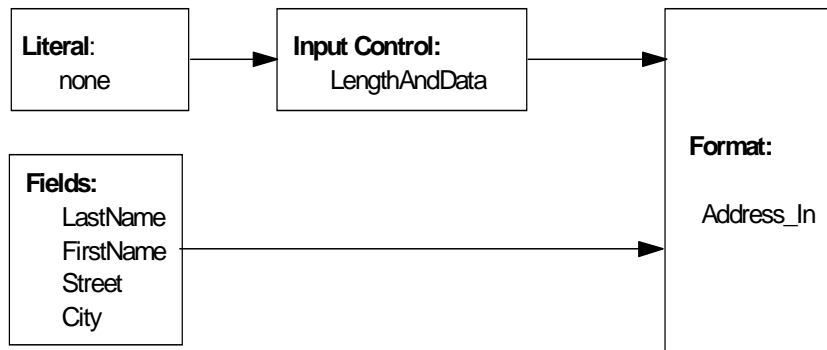 Literal:
none
Input Control:
LengthAndData
Fields:
LastName
FirstName
Street
City
Format:
Address_In